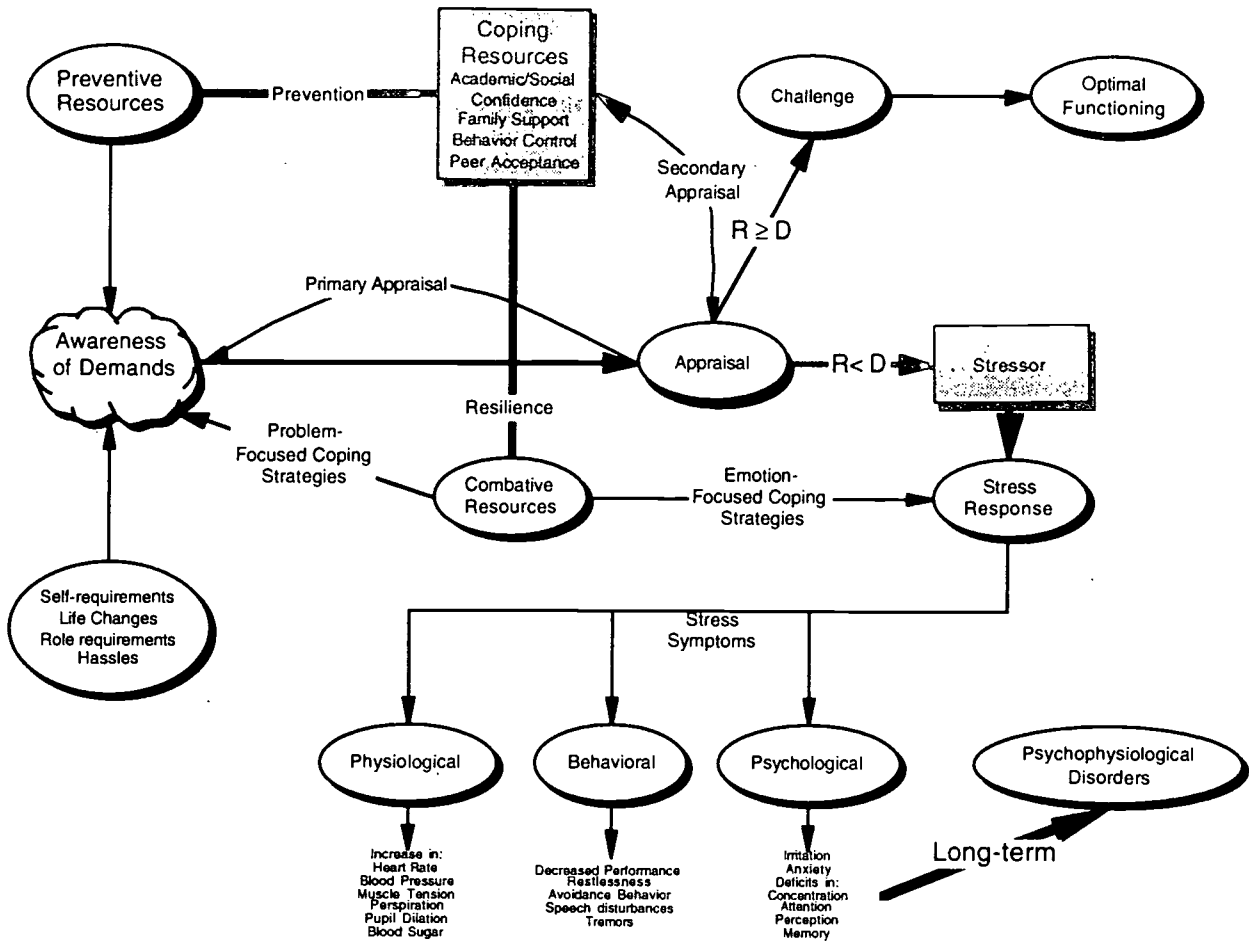 Preventive
Resources
Prevention
Coping
Resources
Academic/Social
Confidence
Family Support
Behavior Control
Peer Acceptance
Challenge
Optimal
Functioning
Secondary
Appraisal
R ≥ D
Primary Appraisal
Awareness
of Demands
Appraisal
R< D
Stressor
Resilience
Problem-
Focused Coping
Strategies
Combative
Resources
Emotion-
Focused Coping
Strategies
Stress
Response
Self-requirements
Life Changes
Role requirements
Hassles
Stress
Symptoms
Physiological
Behavioral
Psychological
Psychophysiological
Disorders
Increase in:
Heart Rate
Blood Pressure
Muscle Tension
Perspiration
Pupil Dilation
Blood Sugar
Decreased Performance
Restlessness
Avoidance Behavior
Speech disturbances
Tremors
Irritation
Anxiety
Deficits in:
Concentration
Attention
Perception
Memory
Long-term